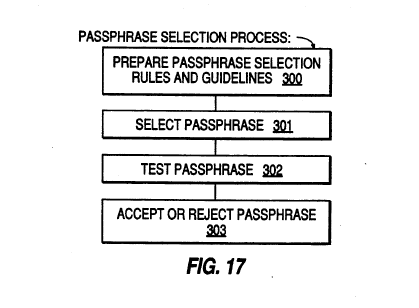 PASSPHRASE SELECTION PROCESS:
PREPARE PASSPHRASE SELECTION
RULES AND GUIDELINES 300
SELECT PASSPHRASE 301
TEST PASSPHRASE 302
ACCEPT OR REJECT PASSPHRASE
303
FIG. 17